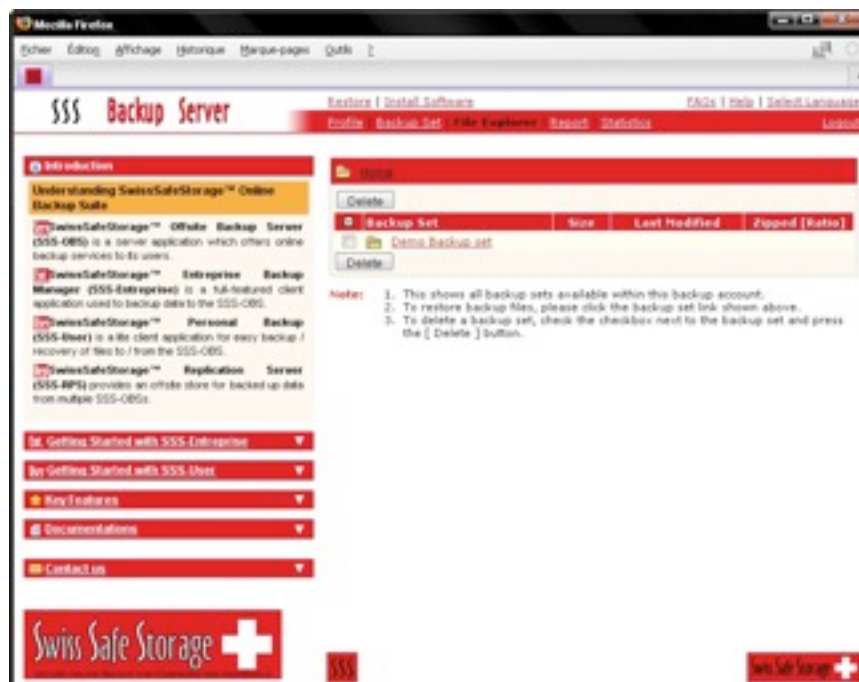 Mozilla Firefox
Fichier Édition Affichage Historique Marque-pages Outils ?
SSS Backup Server
Restore | Install Software
FAQs | Help | Select Language
Profile | Backup Set | File Explorer | Report | Statistics
Logout
Introduction
Understanding SwissSafeStorage™ Online
Backup Suite
SwissSafeStorage™ Offsite Backup Server
(SSS-OBS) is a server application which offers online
backup services to its users.
SwissSafeStorage™ Entreprise Backup
Manager (SSS-Entreprise) is a full-featured client
application used to backup data to the SSS-OBS.
SwissSafeStorage™ Personal Backup
(SSS-User) is a lite client application for easy backup /
recovery of files to / from the SSS-OBS.
SwissSafeStorage™ Replication Server
(SSS-RPS) provides an offsite store for backed up data
from multiple SSS-OBSs.
Getting Started with SSS-Entreprise
Getting Started with SSS-User
Key Features
Documentations
Contact us
Swiss Safe Storage
Home
Delete
Backup Set Size Last Modified Zipped [Ratio]
Demo Backup set
Delete
Note: 1. This shows all backup sets available within this backup account.
2. To restore backup files, please click the backup set link shown above.
3. To delete a backup set, check the checkbox next to the backup set and press
the [ Delete ] button.
SSS
Swiss Safe Storage